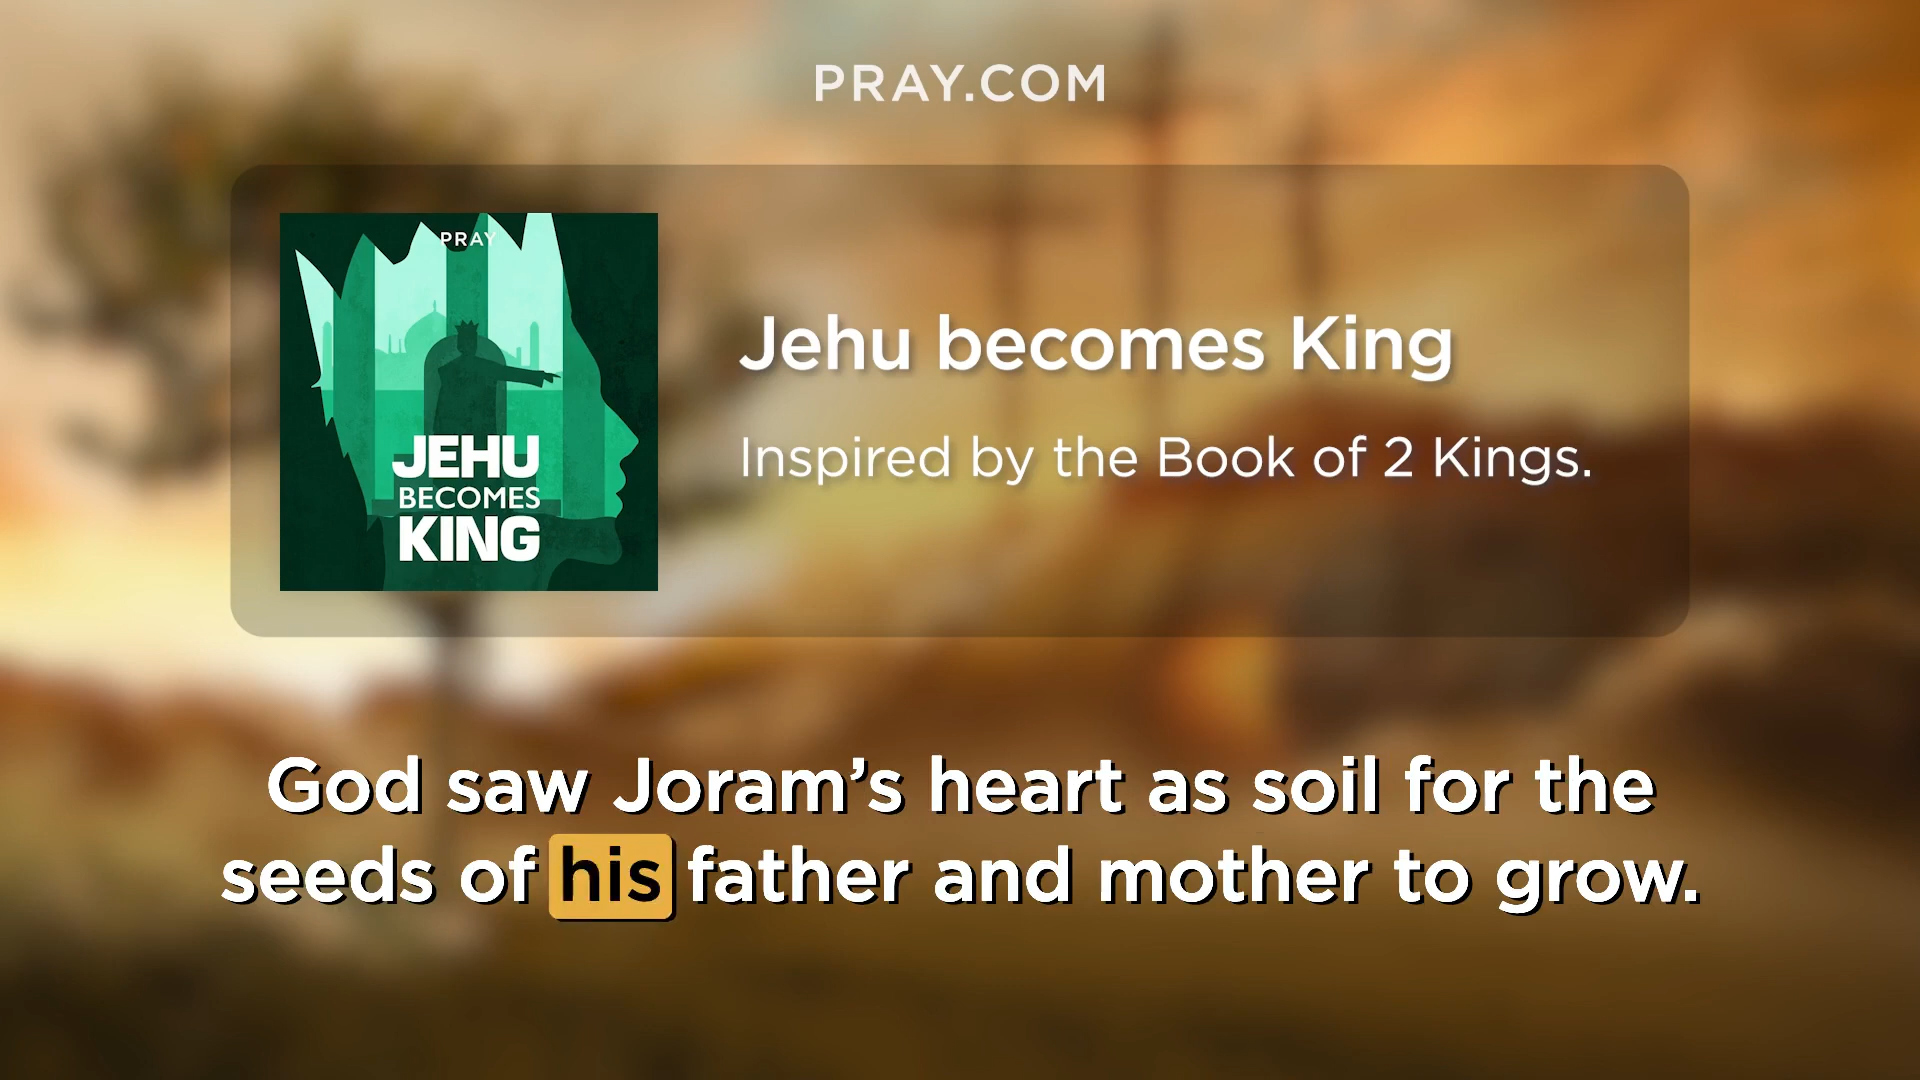 PRAY.COM
PRAY
JEHU
BECOMES
KING
Jehu becomes King
Inspired by the Book of 2 Kings.
God saw Joram’s heart as soil for the
seeds of his father and mother to grow.